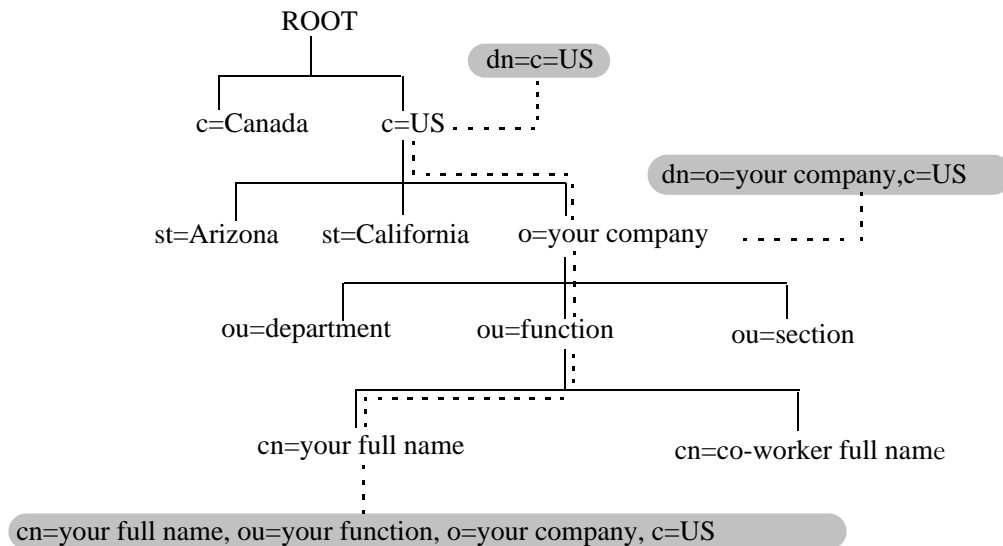 ROOT
dn=c=US
c=Canada
c=US
dn=o=your company,c=US
st=Arizona
st=California
o=your company
ou=department
ou=function
ou=section
cn=your full name
cn=co-worker full name
cn=your full name, ou=your function, o=your company, c=US